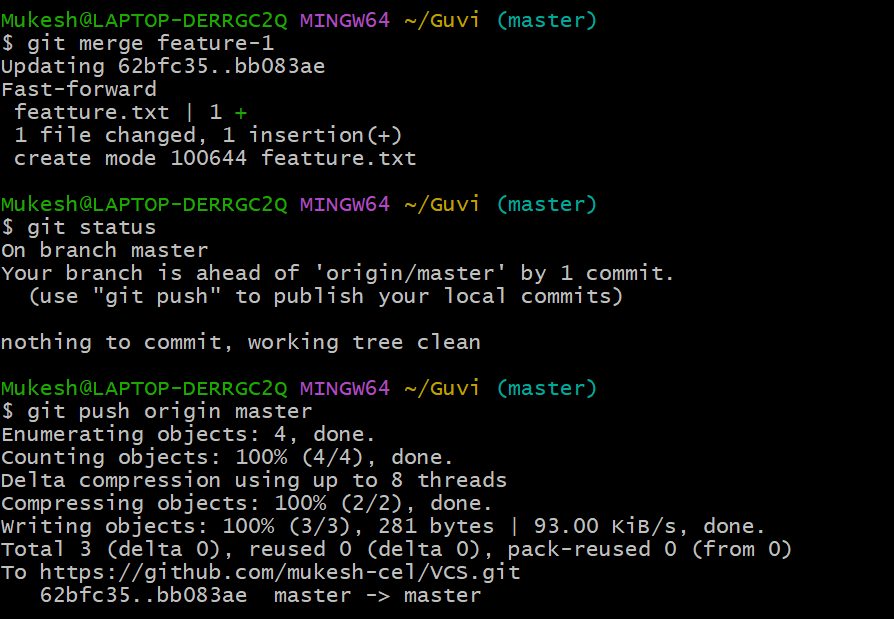 Mukesh@LAPTOP-DERRGC2Q MINGW64 ~/Guvi (master)
$ git merge feature-1
Updating 62bfc35..bb083ae
Fast-forward
 featture.txt | 1 +
 1 file changed, 1 insertion(+)
 create mode 100644 featture.txt

Mukesh@LAPTOP-DERRGC2Q MINGW64 ~/Guvi (master)
$ git status
On branch master
Your branch is ahead of 'origin/master' by 1 commit.
  (use "git push" to publish your local commits)

nothing to commit, working tree clean

Mukesh@LAPTOP-DERRGC2Q MINGW64 ~/Guvi (master)
$ git push origin master
Enumerating objects: 4, done.
Counting objects: 100% (4/4), done.
Delta compression using up to 8 threads
Compressing objects: 100% (2/2), done.
Writing objects: 100% (3/3), 281 bytes | 93.00 KiB/s, done.
Total 3 (delta 0), reused 0 (delta 0), pack-reused 0 (from 0)
To https://github.com/mukesh-cel/VCS.git
   62bfc35..bb083ae  master -> master